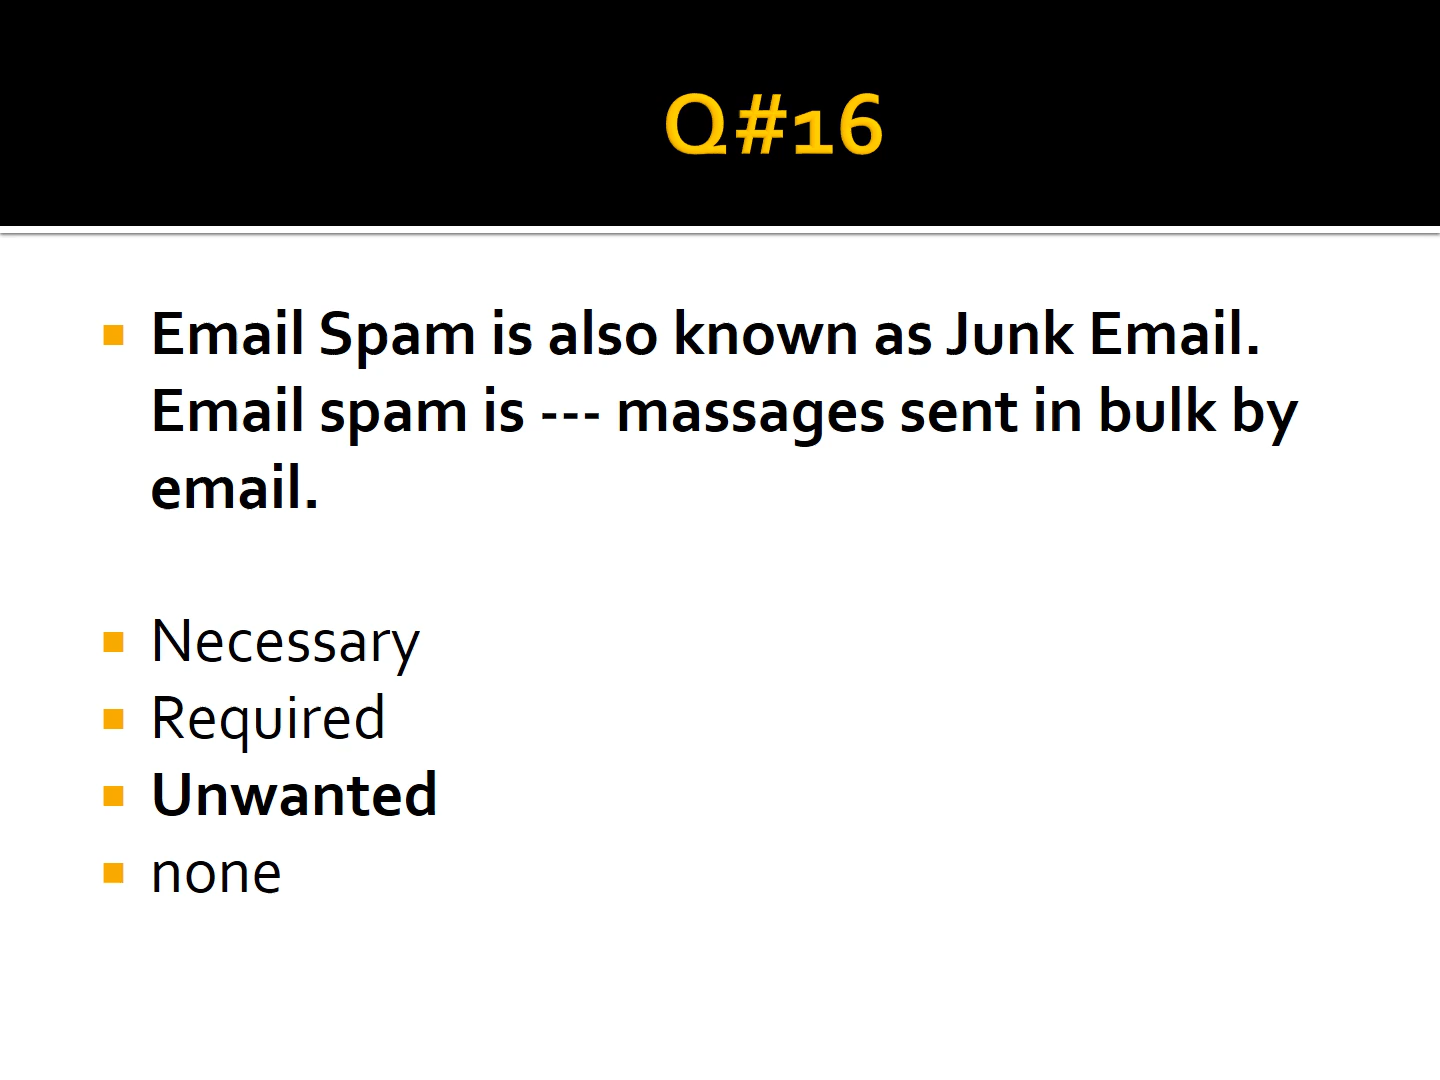 Q#16
Email Spam is also known as Junk Email.
Email spam is --- massages sent in bulk by
email.
Necessary
Required
Unwanted
none